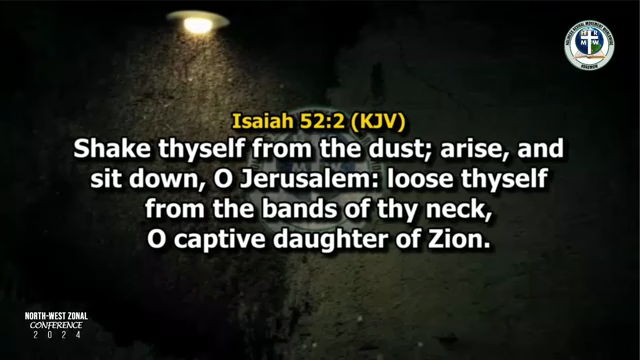 Isaiah 52:2 (KJV)
Shake thyself from the dust; arise, and
sit down, O Jerusalem: loose thyself
from the bands of thy neck,
O captive daughter of Zion.
NORTH-WEST ZONAL
CONFERENCE
2024